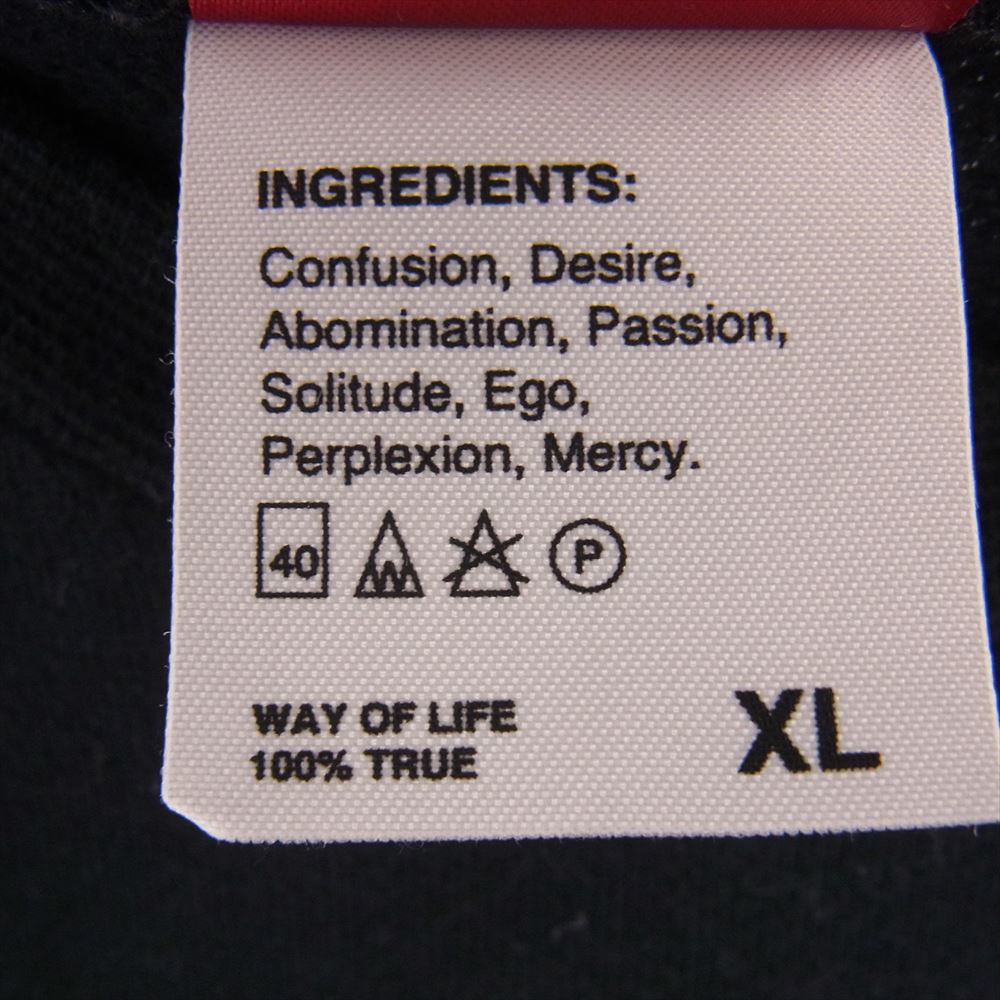 INGREDIENTS:
Confusion, Desire,
Abomination, Passion,
Solitude, Ego,
Perplexion, Mercy.
40 W P
WAY OF LIFE
100% TRUE
XL